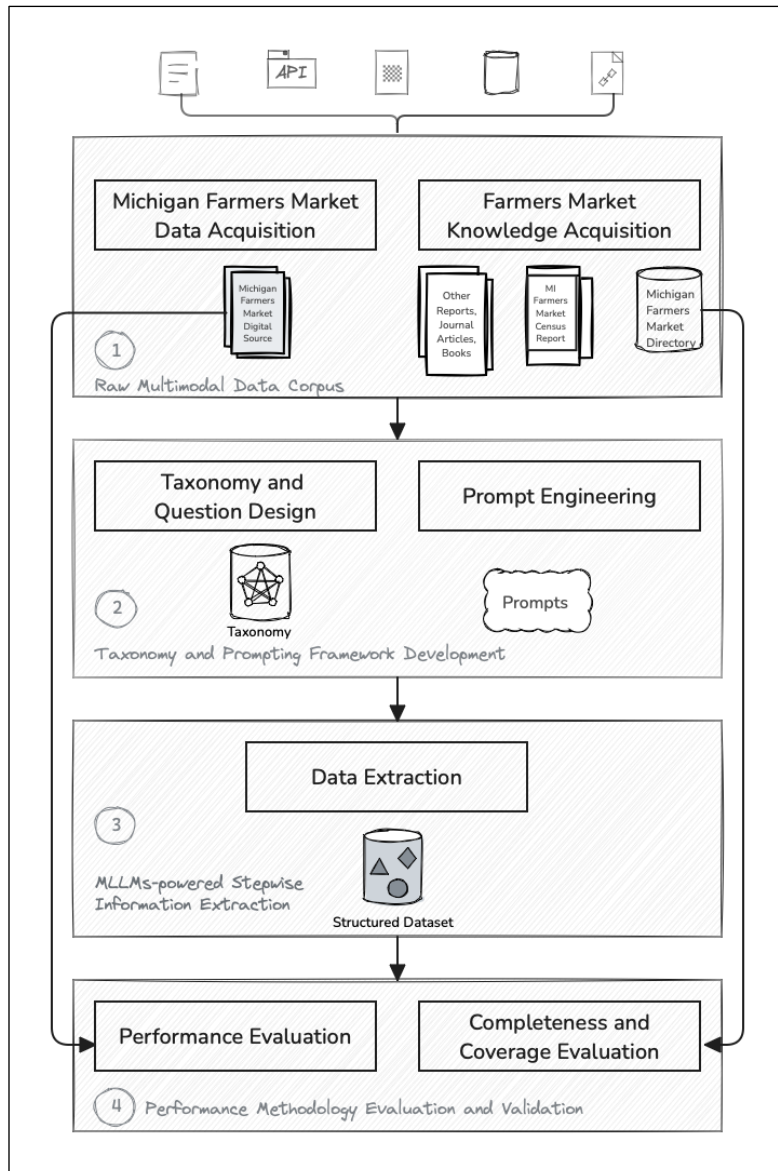 API
Michigan Farmers Market
Data Acquisition
Farmers Market
Knowledge Acquisition
Michigan
Farmers
Market
Digital
Source
Other
Reports,
Journal
Articles,
Books
MI
Farmers
Market
Census
Report
Michigan
Farmers
Market
Directory
1
Raw Multimodal Data Corpus
Taxonomy and
Question Design
Prompt Engineering
Taxonomy
Prompts
2
Taxonomy and Prompting Framework Development
Data Extraction
3
MLLMs-powered Stepwise
Information Extraction
Structured Dataset
Performance Evaluation
Completeness and
Coverage Evaluation
4
Performance Methodology Evaluation and Validation